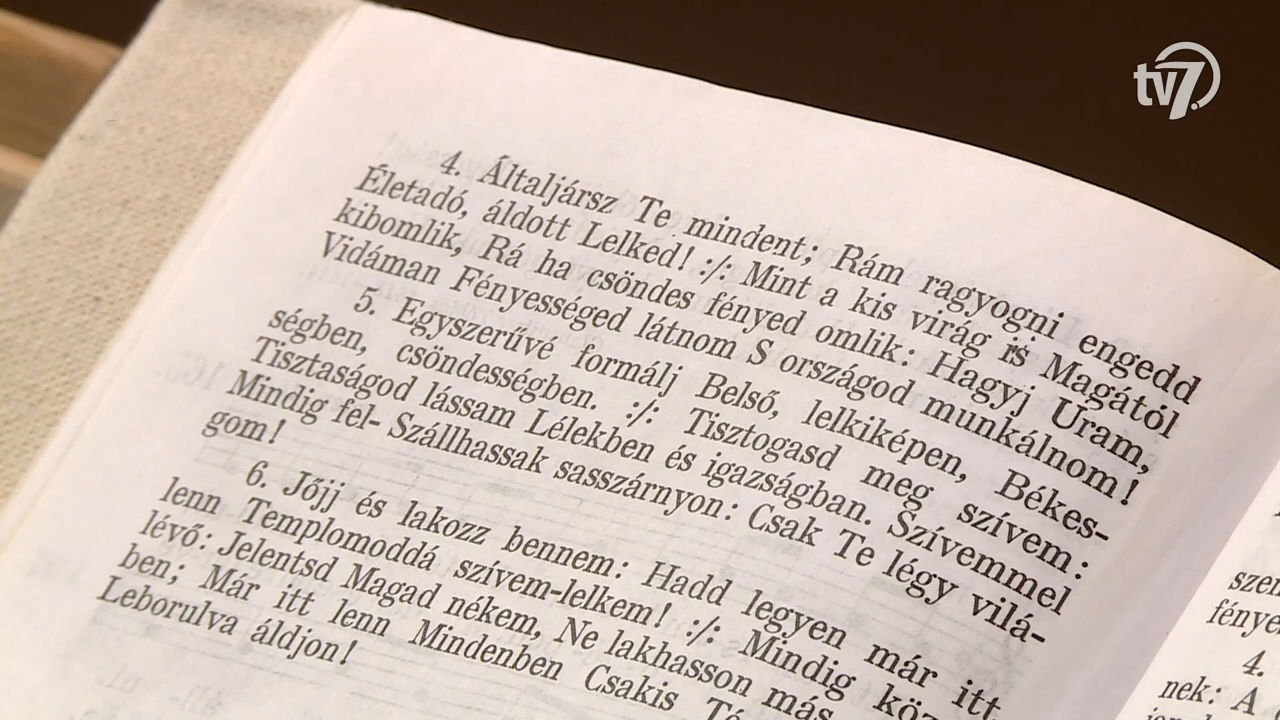 tv7.
4. Általjársz Te mindent; Rám ragyogni engedd
Életadó, áldott Lelked! :/: Mint a kis virág is Magától
kibomlik, Rá ha csöndes fényed omlik: Hagyj Uram,
Vidáman Fényességed látnom S országod munkálnom!
5. Egyszerűvé formálj Belső, lelkiképen, Békes-
ségben, csöndességben. :/: Tisztogasd meg szívem:
Tisztaságod lássam Lélekben és igazságban. Szívemmel
Mindig fel- Szállhassak sasszárnyon: Csak Te légy vilá-
gom!
6. Jőjj és lakozz bennem: Hadd legyen már itt
lenn Templomoddá szívem-lelkem! :/: Mindig
lévő: Jelentsd Magad nékem, Ne lakhasson más
ben; Már itt lenn Mindenben Csakis
Leborulva áldjon!
4.
nek: A